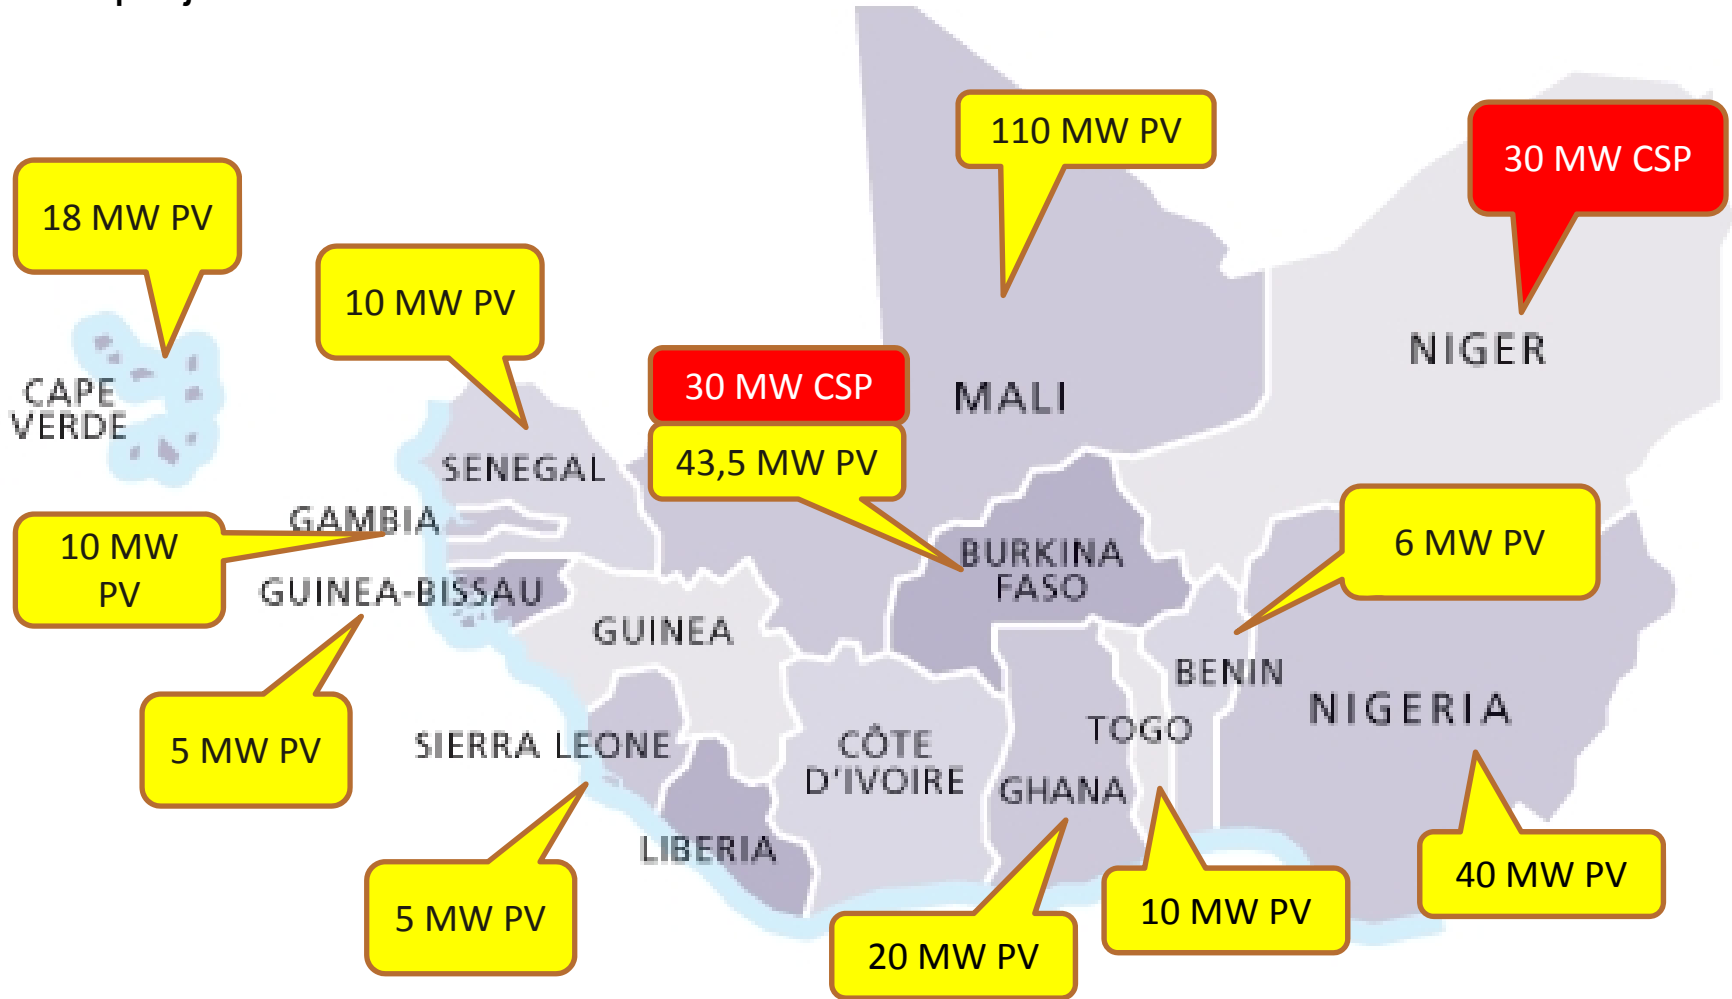 110 MW PV
30 MW CSP
18 MW PV
10 MW PV
NIGER
30 MW CSP
MALI
CAPE
VERDE
43,5 MW PV
SENEGAL
GAMBIA
10 MW
PV
6 MW PV
BURKINA
FASO
GUINEA-BISSAU
GUINEA
BENIN
NIGERIA
TOGO
5 MW PV
SIERRA LEONE
CÔTE
D'IVOIRE
GHANA
LIBERIA
40 MW PV
5 MW PV
10 MW PV
20 MW PV